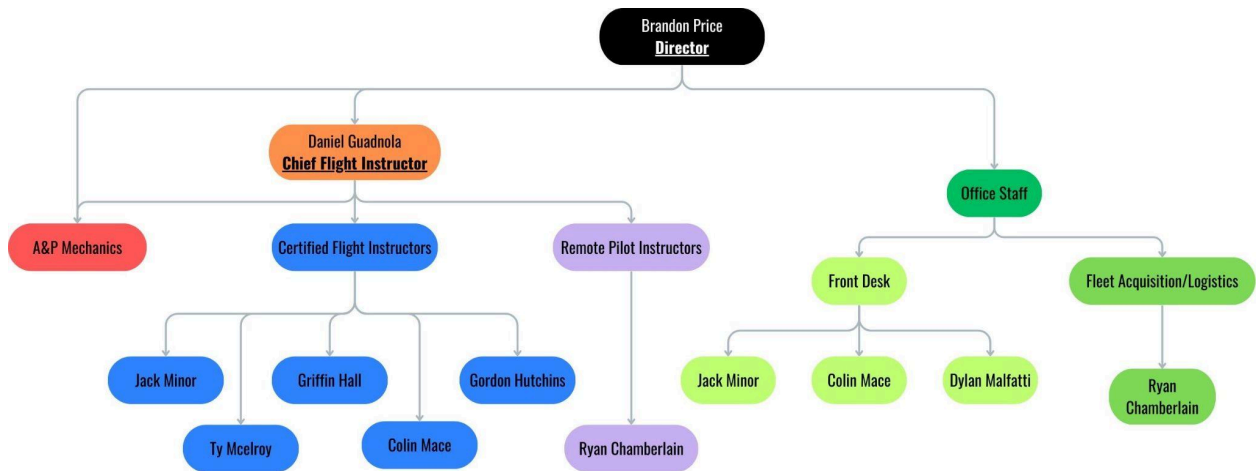 Brandon Price
Director
Daniel Guadnola
Chief Flight Instructor
Office Staff
A&P Mechanics
Certified Flight Instructors
Remote Pilot Instructors
Front Desk
Fleet Acquisition/Logistics
Jack Minor
Griffin Hall
Gordon Hutchins
Jack Minor
Colin Mace
Dylan Malfatti
Ryan
Chamberlain
Ty Mcelroy
Colin Mace
Ryan Chamberlain